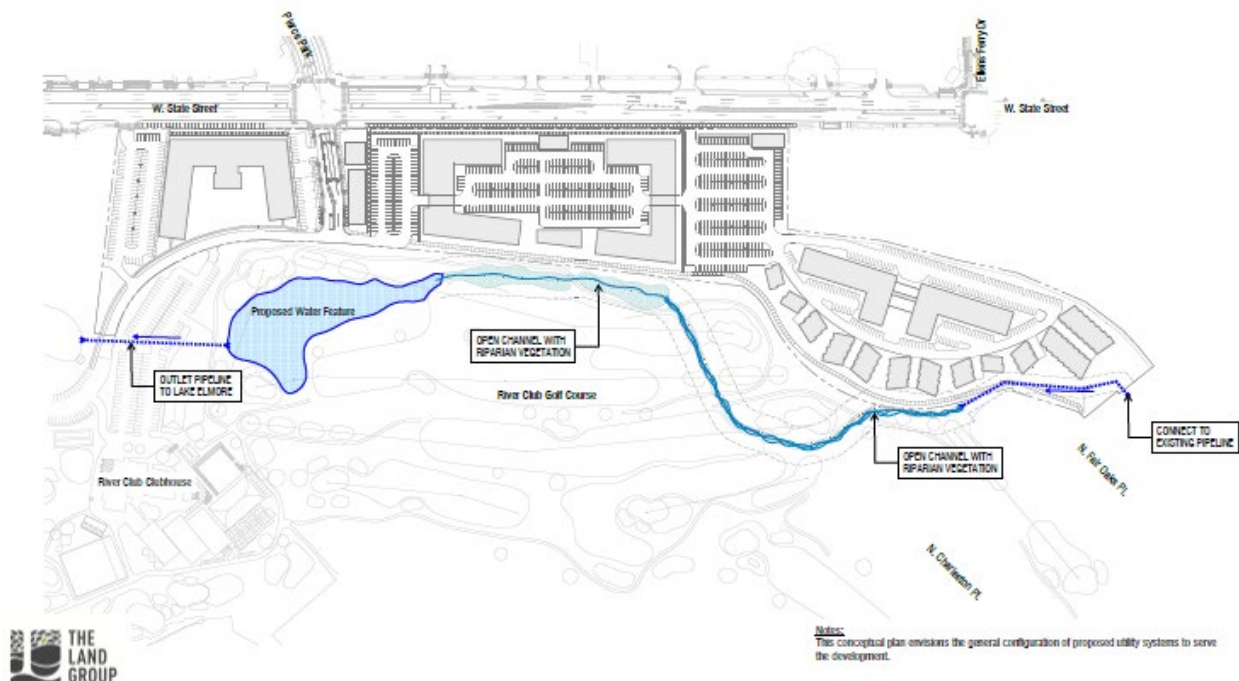 Pierce Park
Ellens Ferry Dr
W. State Street
W. State Street
Proposed Water Feature
OPEN CHANNEL WITH
RIPARIAN VEGETATION
OUTLET PIPELINE
TO LAKE ELMORE
River Club Golf Course
CONNECT TO
EXISTING PIPELINE
OPEN CHANNEL WITH
RIPARIAN VEGETATION
N. Fair Oaks Pl.
River Club Clubhouse
N. Charleston Pl.
Notes:
This conceptual plan envisions the general configuration of proposed utility systems to serve
the development.
THE
LAND
GROUP